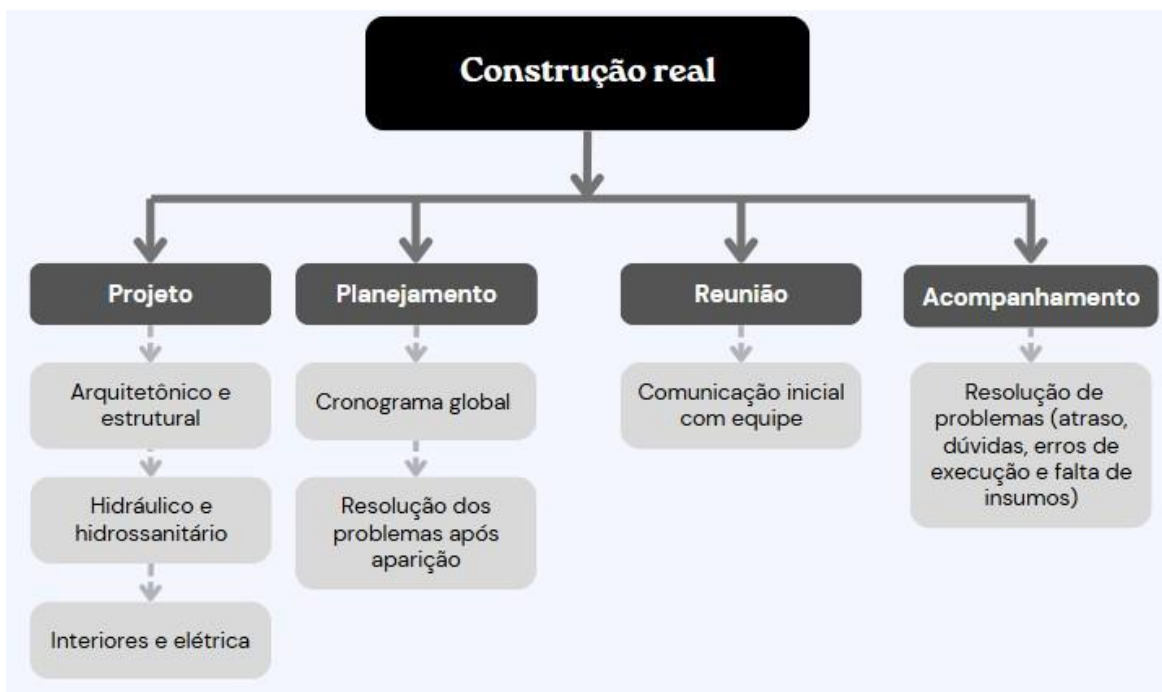 Construção real
Projeto
Arquitetônico e
estrutural
Hidráulico e
hidrossanitário
Interiores e elétrica
Planejamento
Cronograma global
Resolução dos
problemas após
aparição
Reunião
Comunicação inicial
com equipe
Acompanhamento
Resolução de
problemas (atraso,
dúvidas, erros de
execução e falta de
insumos)